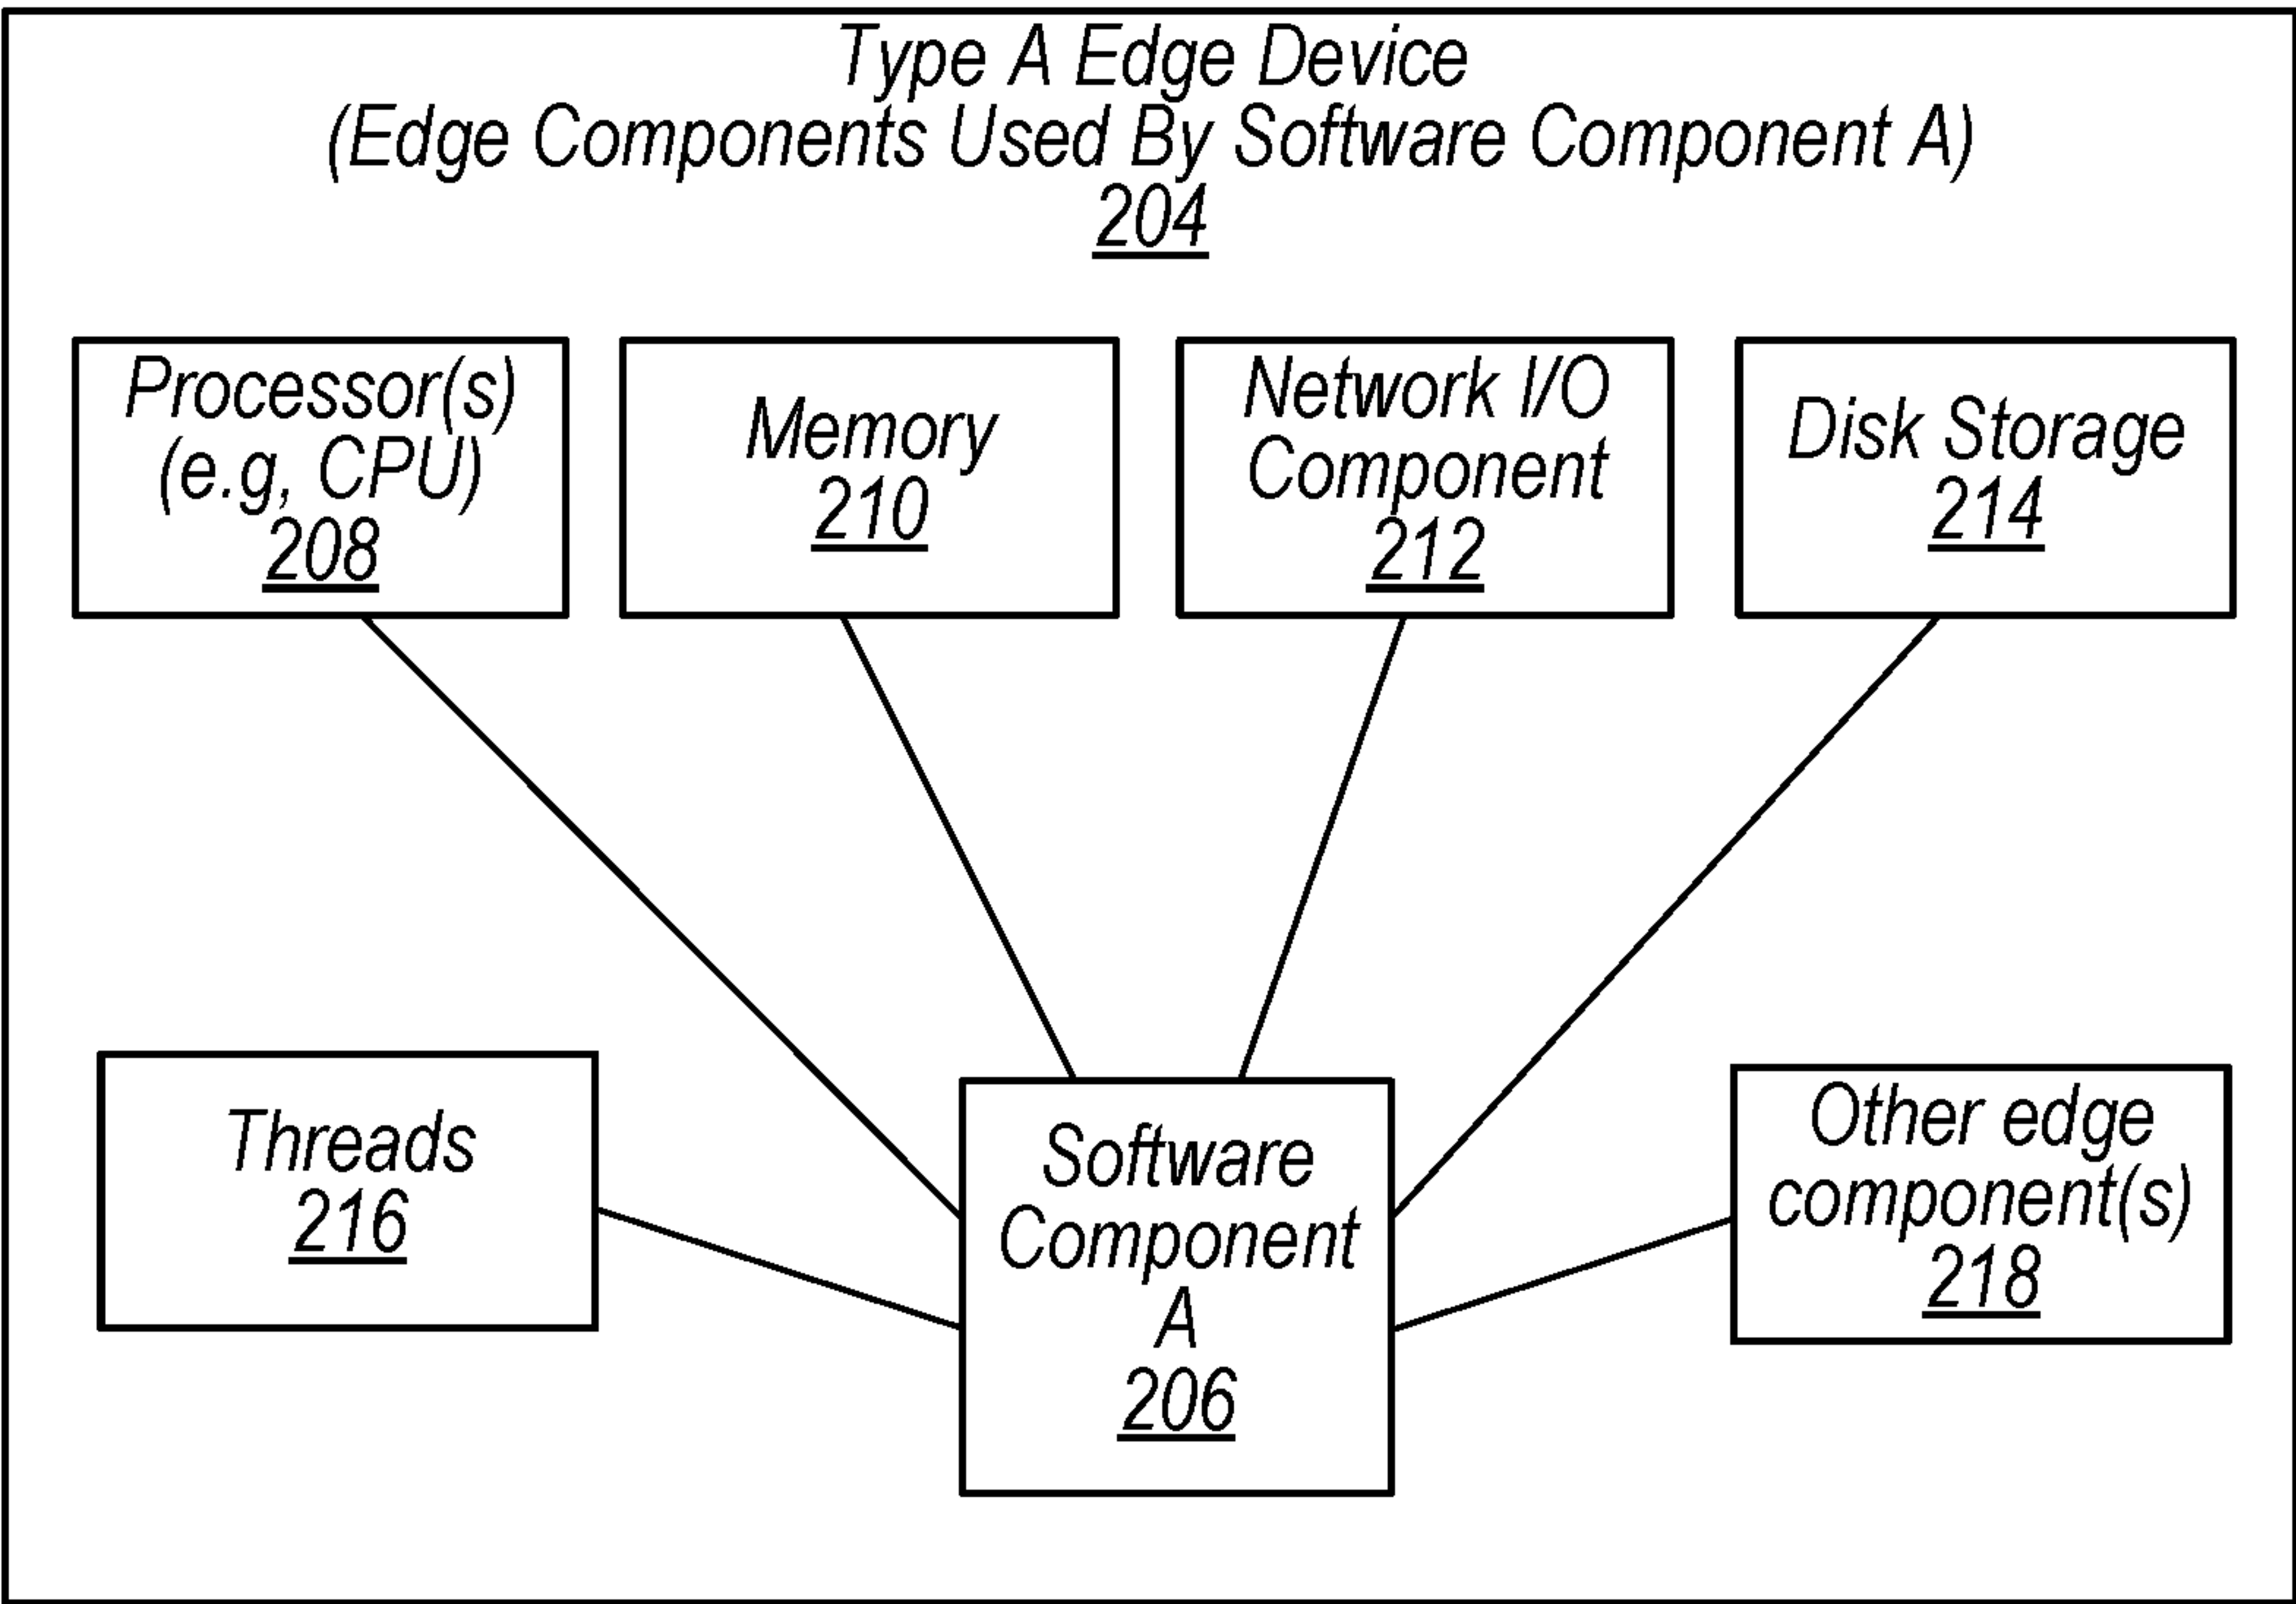 Type A Edge Device
(Edge Components Used By Software Component A)
204
Processor(s)
(e.g, CPU)
208
Memory
210
Network I/O
Component
212
Disk Storage
214
Threads
216
Software
Component
A
206
Other edge
component(s)
218